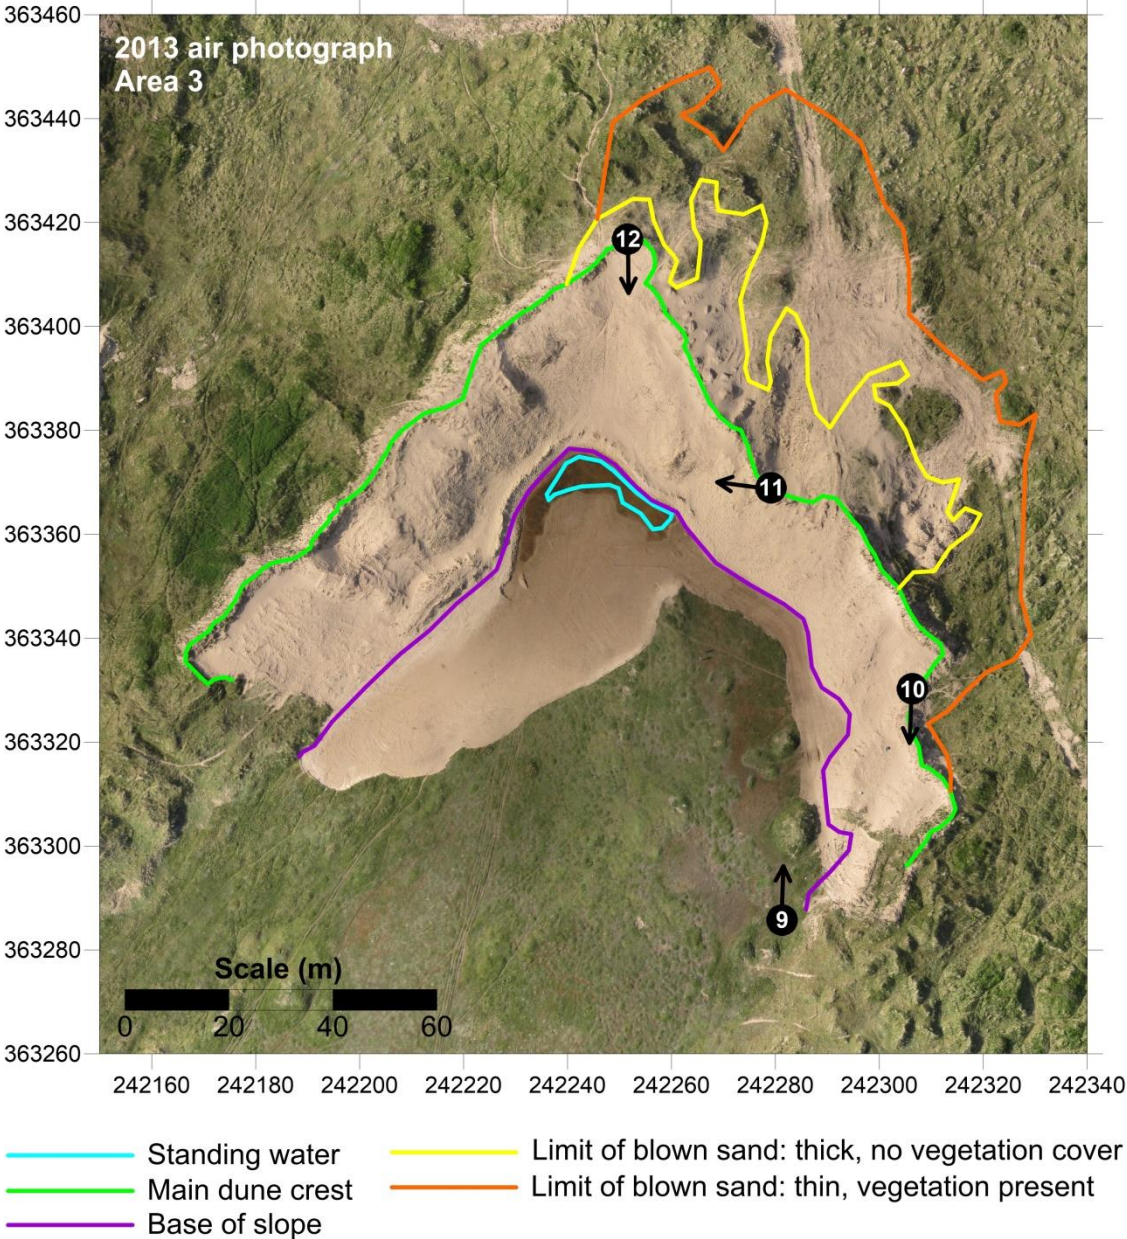 2013 air photograph
Area 3
363460
363440
363420
363400
363380
363360
363340
363320
363300
363280
363260
12
11
10
9
Scale (m)
0 20 40 60
242160 242180 242200 242220 242240 242260 242280 242300 242320 242340
Standing water
Main dune crest
Base of slope
Limit of blown sand: thick, no vegetation cover
Limit of blown sand: thin, vegetation present